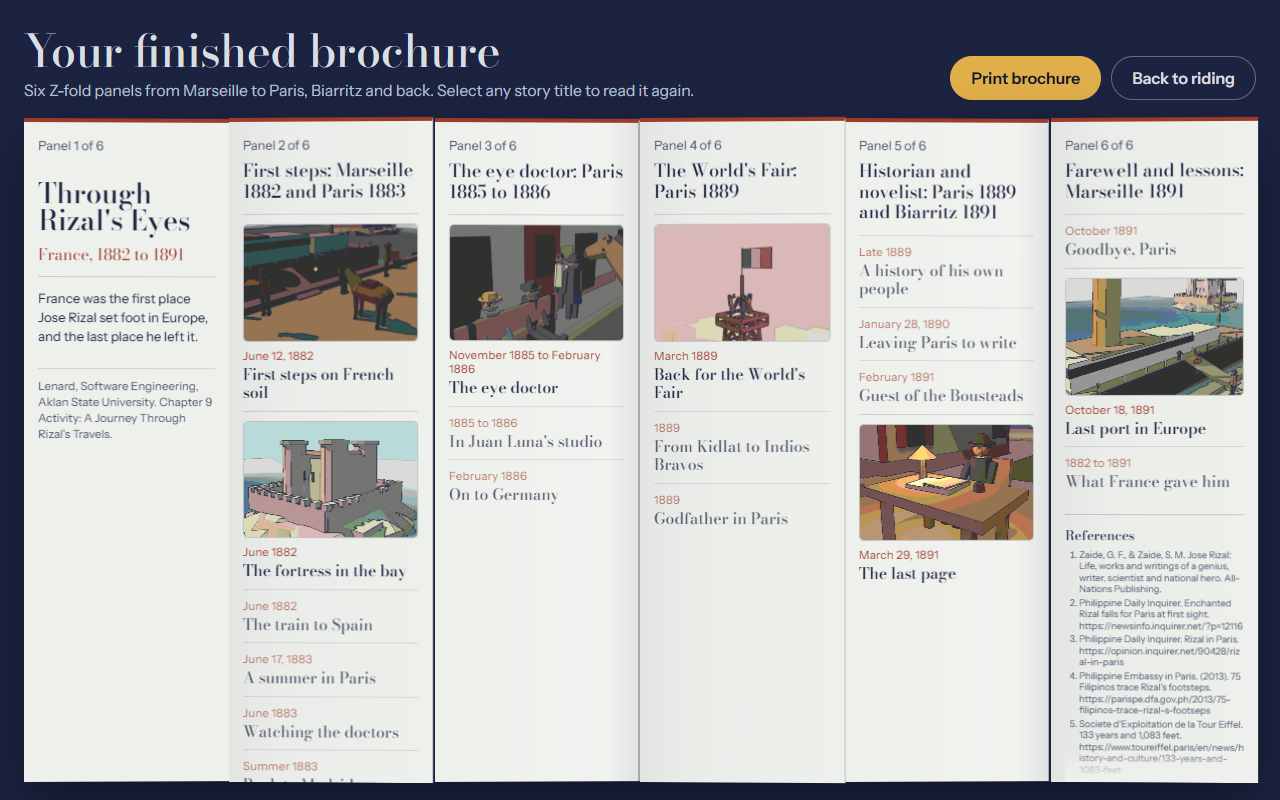 Your finished brochure
Six Z-fold panels from Marseille to Paris, Biarritz and back. Select any story title to read it again.
Print brochure
Back to riding
Panel 1 of 6
Through
Rizal's Eyes
France, 1882 to 1891
France was the first place
Jose Rizal set foot in Europe,
and the last place he left it.
Lenard, Software Engineering,
Aklan State University. Chapter 9
Activity: A Journey Through
Rizal's Travels.
Panel 2 of 6
First steps: Marseille
1882 and Paris 1883
June 12, 1882
First steps on French
soil
June 1882
The fortress in the bay
June 1882
The train to Spain
June 17, 1883
A summer in Paris
June 1883
Watching the doctors
Summer 1883
Panel 3 of 6
The eye doctor: Paris
1885 to 1886
November 1885 to February
1886
The eye doctor
1885 to 1886
In Juan Luna's studio
February 1886
On to Germany
Panel 4 of 6
The World's Fair:
Paris 1889
March 1889
Back for the World's
Fair
1889
From Kidlat to Indios
Bravos
1889
Godfather in Paris
Panel 5 of 6
Historian and
novelist: Paris 1889
and Biarritz 1891
Late 1889
A history of his own
people
January 28, 1890
Leaving Paris to write
February 1891
Guest of the Bousteads
March 29, 1891
The last page
Panel 6 of 6
Farewell and lessons:
Marseille 1891
October 1891
Goodbye, Paris
October 18, 1891
Last port in Europe
1882 to 1891
What France gave him
References
1. Zaide, G. F., & Zaide, S. M. Jose Rizal:
Life, works and writings of a genius,
writer, scientist and national hero. All-
Nations Publishing.
2. Philippine Daily Inquirer. Enchanted
Rizal falls for Paris at first sight.
https://newsinfo.inquirer.net/?p=12116
3. Philippine Daily Inquirer. Rizal in Paris.
https://opinion.inquirer.net/90428/riz
al-in-paris
4. Philippine Embassy in Paris. (2013). 75
Filipinos trace Rizal's footsteps.
https://parispe.dfa.gov.ph/2013/75-
filipinos-trace-rizal-s-footseps
5. Societe d'Exploitation de la Tour Eiffel.
133 years and 1,083 feet.
https://www.toureiffel.paris/en/news/h
istory-and-culture/133-years-and-
1083-feet